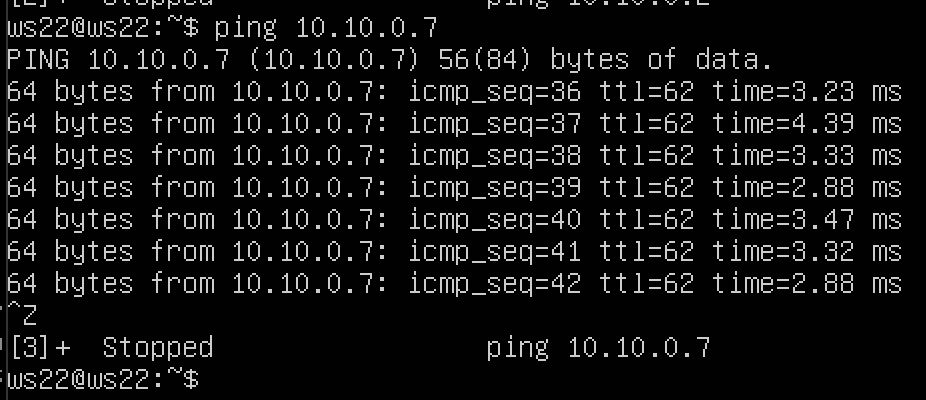 ws22@ws22:~$ ping 10.10.0.7
PING 10.10.0.7 (10.10.0.7) 56(84) bytes of data.
64 bytes from 10.10.0.7: icmp_seq=36 ttl=62 time=3.23 ms
64 bytes from 10.10.0.7: icmp_seq=37 ttl=62 time=4.39 ms
64 bytes from 10.10.0.7: icmp_seq=38 ttl=62 time=3.33 ms
64 bytes from 10.10.0.7: icmp_seq=39 ttl=62 time=2.88 ms
64 bytes from 10.10.0.7: icmp_seq=40 ttl=62 time=3.47 ms
64 bytes from 10.10.0.7: icmp_seq=41 ttl=62 time=3.32 ms
64 bytes from 10.10.0.7: icmp_seq=42 ttl=62 time=2.88 ms
^Z
[3]+  Stopped                 ping 10.10.0.7
ws22@ws22:~$